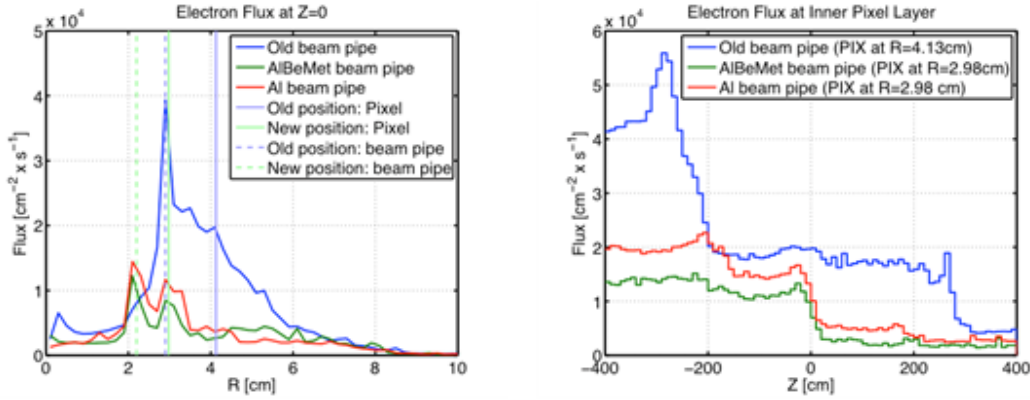 Electron Flux at Z=0
x 10⁴
5
4
3
2
1
0
Flux [cm⁻² x s⁻¹]
0 2 4 6 8 10
R [cm]
Old beam pipe
AlBeMet beam pipe
Al beam pipe
Old position: Pixel
New position: Pixel
Old position: beam pipe
New position: beam pipe
Electron Flux at Inner Pixel Layer
x 10⁴
6
5
4
3
2
1
0
Flux [cm⁻² x s⁻¹]
−400 −200 0 200 400
Z [cm]
Old beam pipe (PIX at R=4.13cm)
AlBeMet beam pipe (PIX at R=2.98cm)
Al beam pipe (PIX at R=2.98 cm)